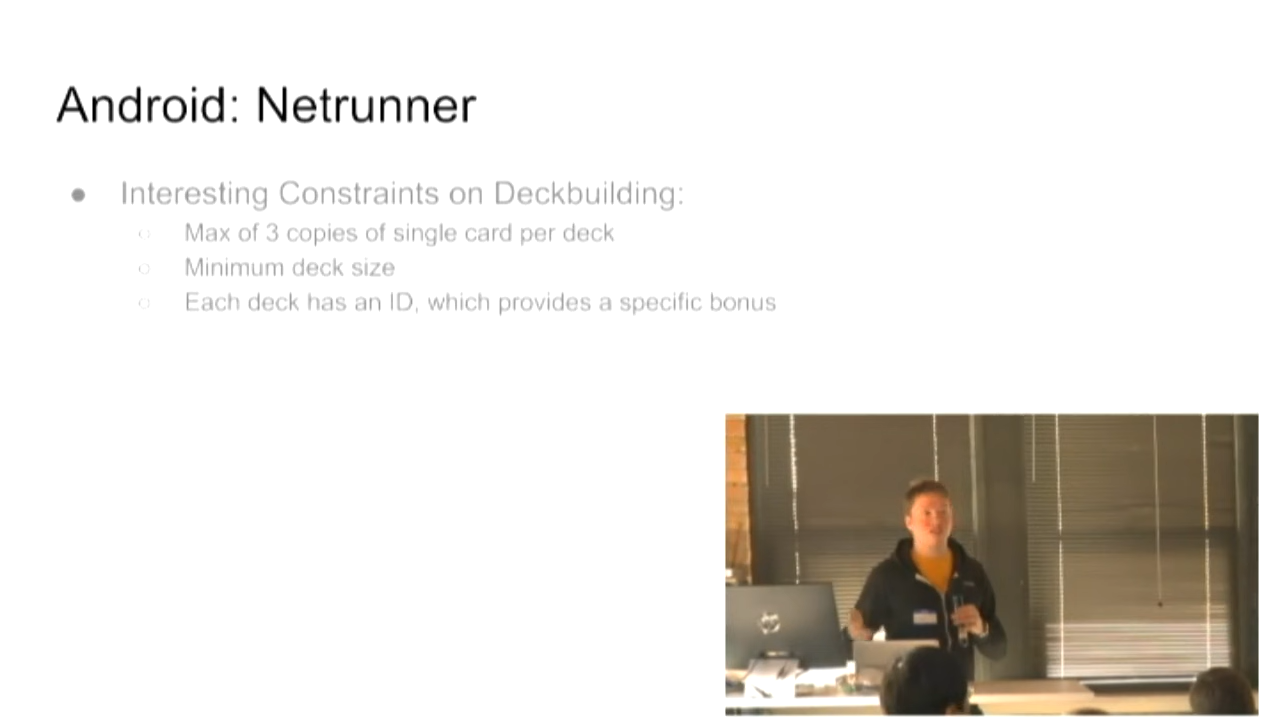 Android: Netrunner
Interesting Constraints on Deckbuilding:
Max of 3 copies of single card per deck
Minimum deck size
Each deck has an ID, which provides a specific bonus
hp